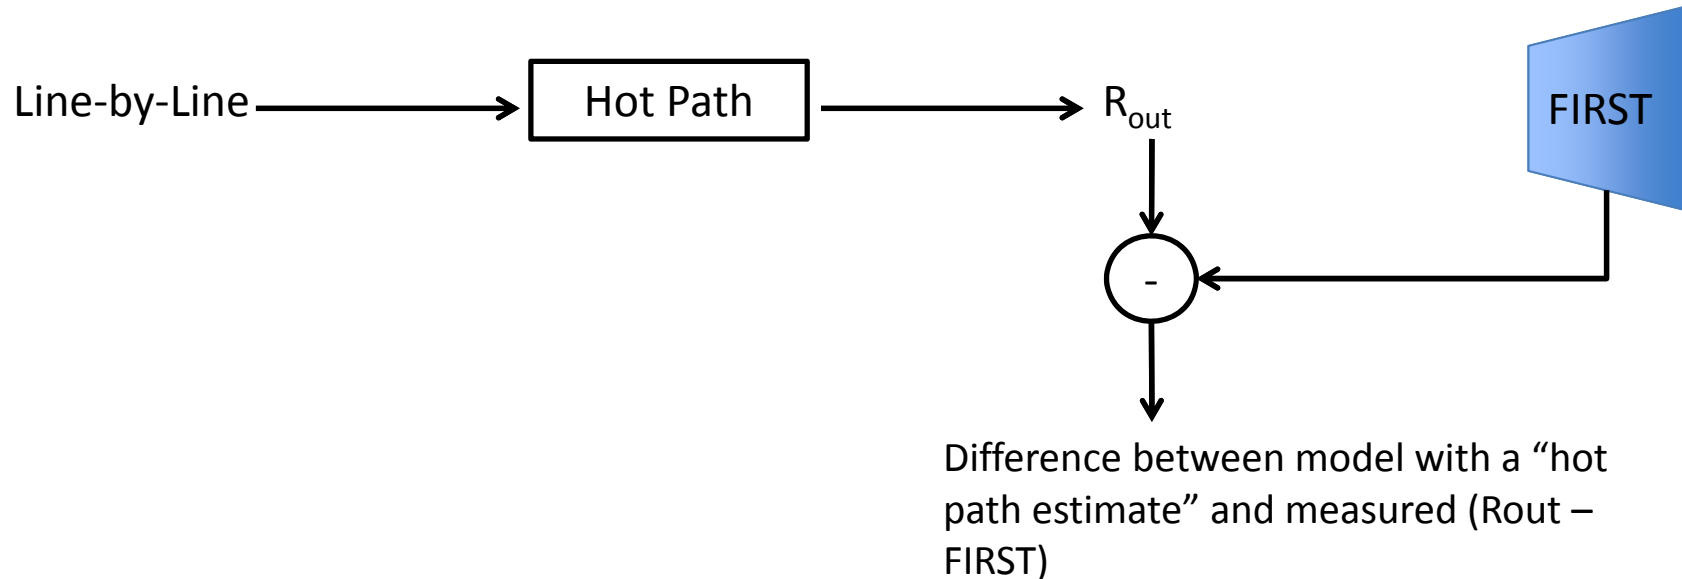 Line-by-Line
Hot Path
R_out
FIRST
-
Difference between model with a “hot
path estimate” and measured (Rout –
FIRST)